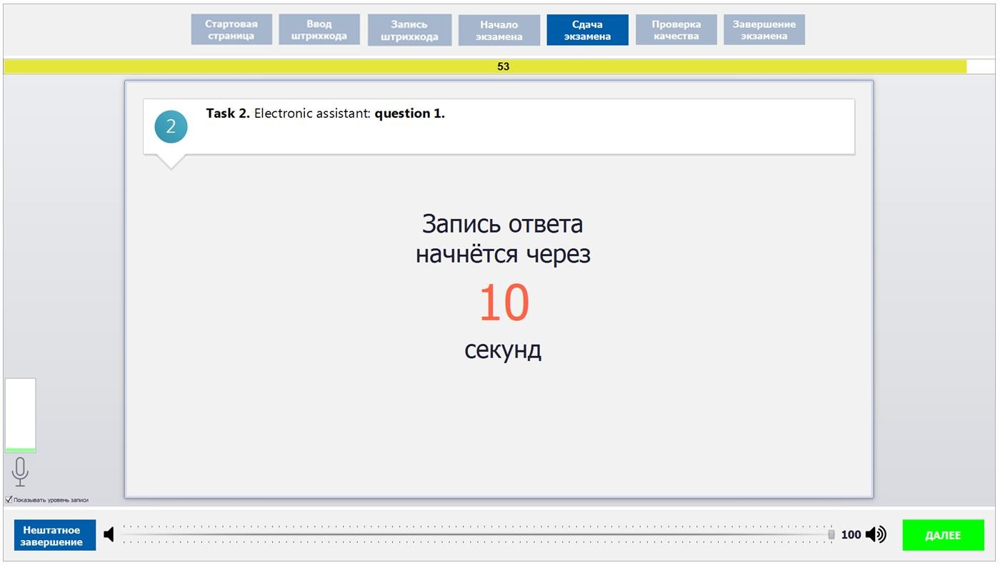 Стартовая
страница
Ввод
штрихкода
Запись
штрихкода
Начало
экзамена
Сдача
экзамена
Проверка
качества
Завершение
экзамена
53
2
Task 2. Electronic assistant: question 1.
Запись ответа
начнётся через
10
секунд
Показывать уровень записи
Нештатное
завершение
100
ДАЛЕЕ